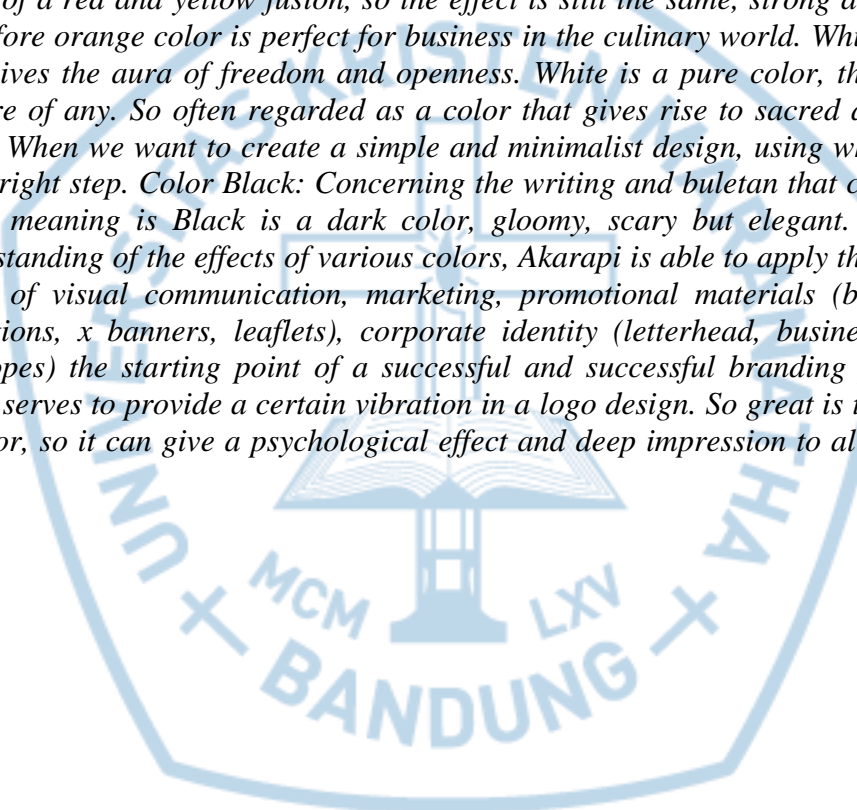 of a red and yellow fusion, so the effect is still the same, strong
fore orange color is perfect for business in the culinary world.
ives the aura of freedom and openness. White is a pure color,
re of any. So often regarded as a color that gives rise to sacred
When we want to create a simple and minimalist design, using
right step. Color Black: Concerning the writing and buletan that
meaning is Black is a dark color, gloomy, scary but elegant.
standing of the effects of various colors, Akarapi is able to apply
of visual communication, marketing, promotional materials
ions, x banners, leaflets), corporate identity (letterhead,
opes) the starting point of a successful and successful branding
serves to provide a certain vibration in a logo design. So great is
or, so it can give a psychological effect and deep impression to
UNIVERSITAS KRISTEN MARANATHA
MCM LXV
BANDUNG